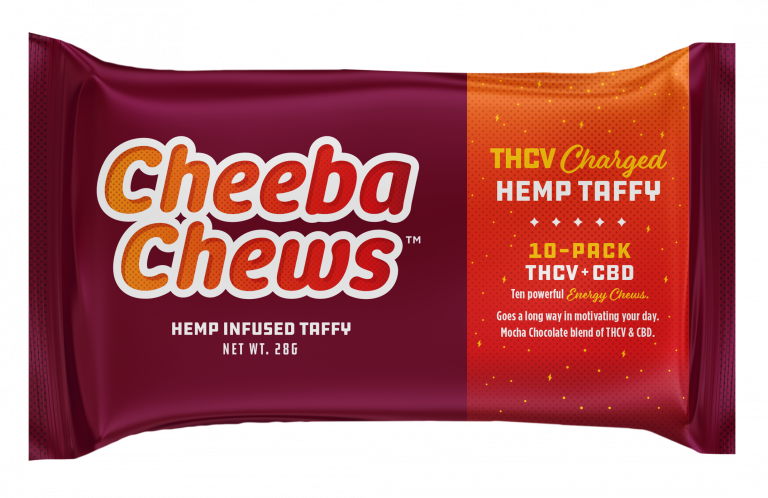 Cheeba
Chews™
HEMP INFUSED TAFFY
NET WT. 28G
THCV Charged
HEMP TAFFY
10-PACK
THCV + CBD
Ten powerful Energy Chews.
Goes a long way in motivating your day.
Mocha Chocolate blend of THCV & CBD.